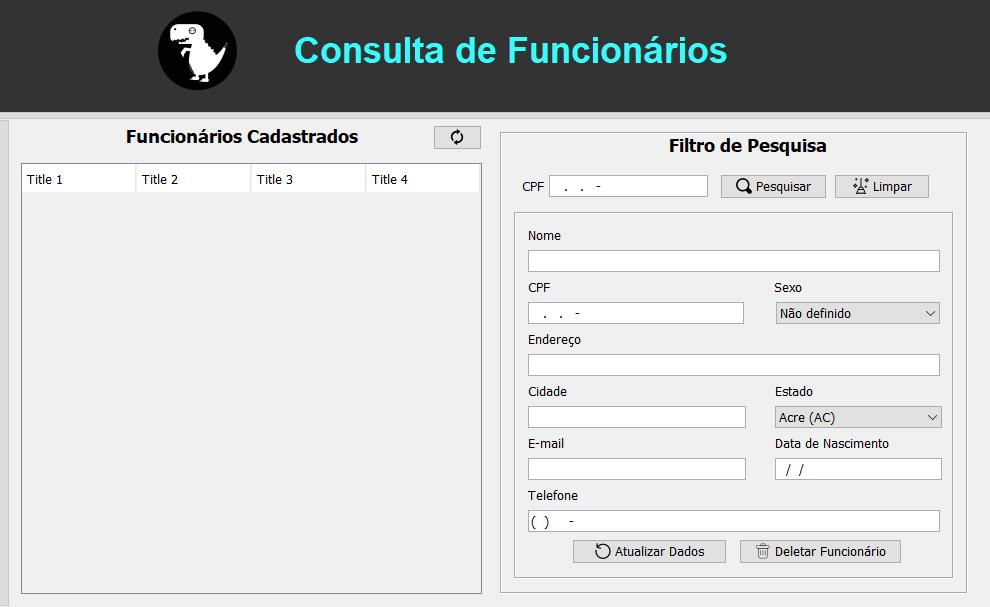 Consulta de Funcionários
Funcionários Cadastrados
Title 1 Title 2 Title 3 Title 4
Filtro de Pesquisa
CPF . . - Pesquisar Limpar
Nome
CPF Sexo
. . - Não definido
Endereço
Cidade Estado
Acre (AC)
E-mail Data de Nascimento
/ /
Telefone
( ) -
Atualizar Dados Deletar Funcionário